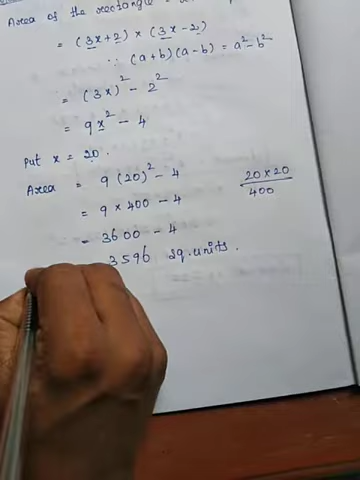 Area of the rectangle =
= (3x+2) × (3x-2)
∵ (a+b) (a-b) = a²-b²
= (3x)² - 2²
= 9x² - 4
Put x = 20.
Area = 9(20)² - 4
20 × 20
= 9 × 400 - 4
400
= 3600 - 4
3596 sq.units.